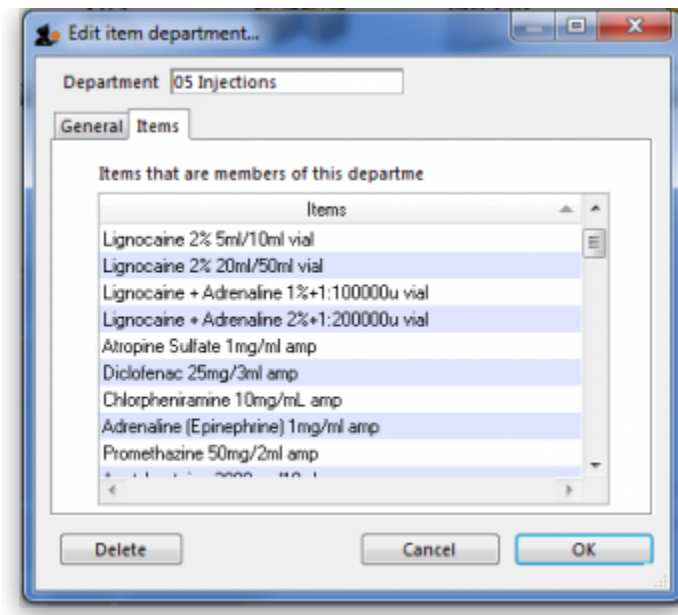 Edit item department...
Department 05 Injections
General Items
Items that are members of this departme
Items
Lignocaine 2% 5ml/10ml vial
Lignocaine 2% 20ml/50ml vial
Lignocaine + Adrenaline 1%+1:100000u vial
Lignocaine + Adrenaline 2%+1:200000u vial
Atropine Sulfate 1mg/ml amp
Diclofenac 25mg/3ml amp
Chlorpheniramine 10mg/mL amp
Adrenaline (Epinephrine) 1mg/ml amp
Promethazine 50mg/2ml amp
Delete Cancel OK